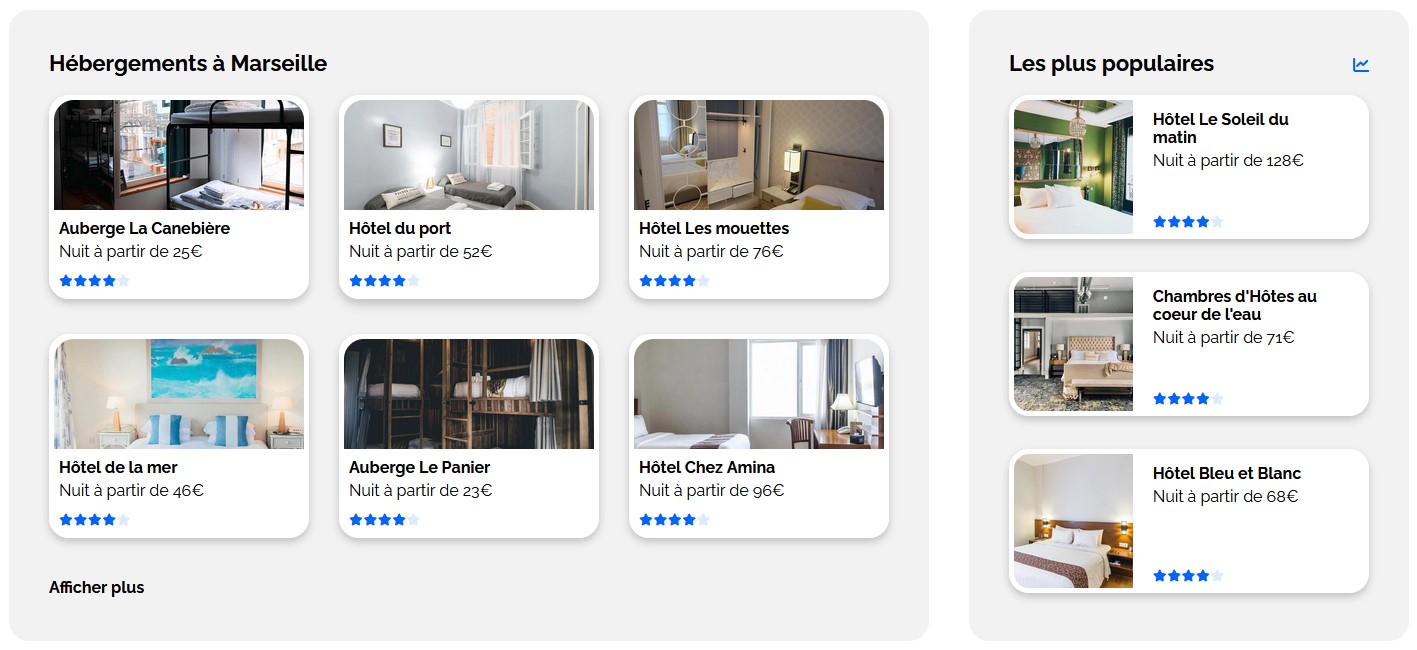 Hébergements à Marseille
Auberge La Canebière
Nuit à partir de 25€
Hôtel du port
Nuit à partir de 52€
Hôtel Les mouettes
Nuit à partir de 76€
Hôtel de la mer
Nuit à partir de 46€
Auberge Le Panier
Nuit à partir de 23€
Hôtel Chez Amina
Nuit à partir de 96€
Afficher plus
Les plus populaires
Hôtel Le Soleil du
matin
Nuit à partir de 128€
Chambres d'Hôtes au
coeur de l'eau
Nuit à partir de 71€
Hôtel Bleu et Blanc
Nuit à partir de 68€